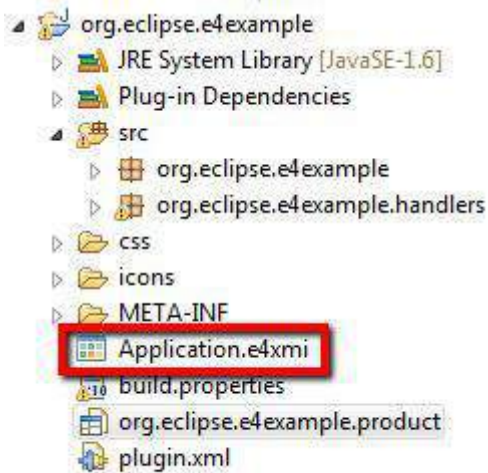 org.eclipse.e4example
JRE System Library [JavaSE-1.6]
Plug-in Dependencies
src
org.eclipse.e4example
org.eclipse.e4example.handlers
css
icons
META-INF
Application.e4xmi
build.properties
org.eclipse.e4example.product
plugin.xml